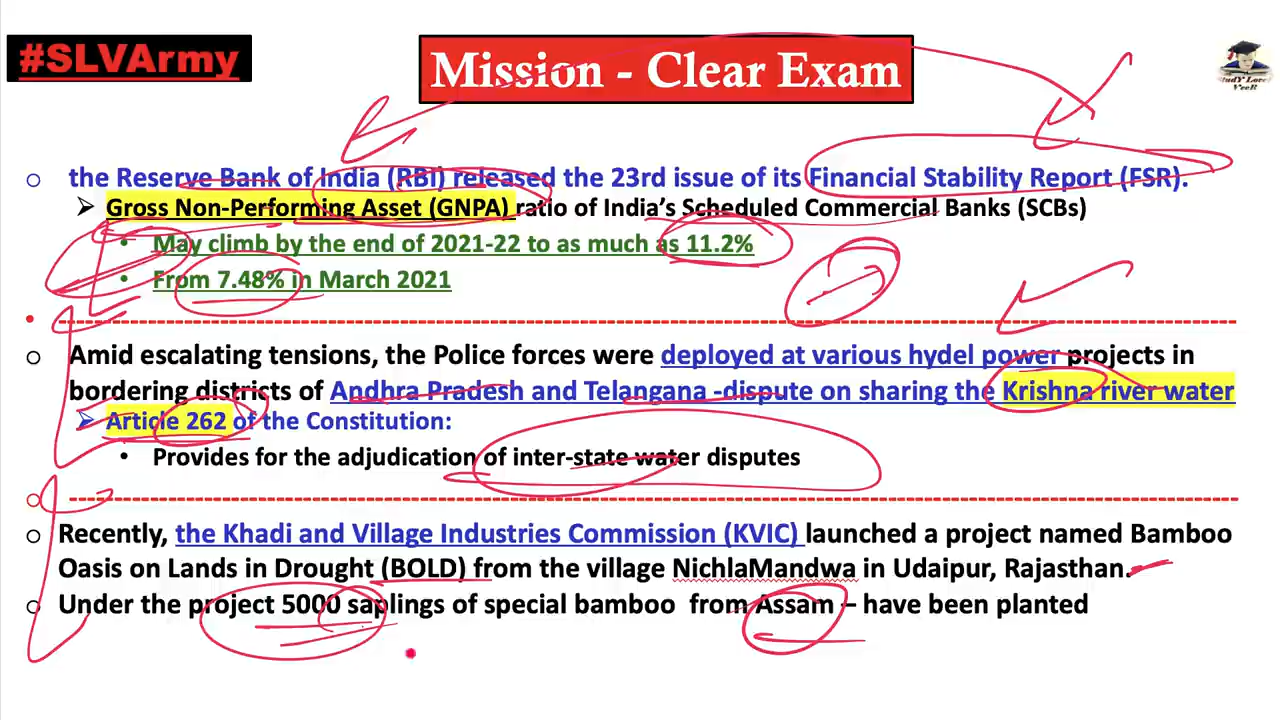 #SLVArmy
Mission - Clear Exam
StudY Lover
VeeR
the Reserve Bank of India (RBI) released the 23rd issue of its Financial Stability Report (FSR).
Gross Non-Performing Asset (GNPA) ratio of India's Scheduled Commercial Banks (SCBs)
May climb by the end of 2021-22 to as much as 11.2%
From 7.48% in March 2021
Amid escalating tensions, the Police forces were deployed at various hydel power projects in
bordering districts of Andhra Pradesh and Telangana -dispute on sharing the Krishna river water
Article 262 of the Constitution:
Provides for the adjudication of inter-state water disputes
Recently, the Khadi and Village Industries Commission (KVIC) launched a project named Bamboo
Oasis on Lands in Drought (BOLD) from the village NichlaMandwa in Udaipur, Rajasthan.
Under the project 5000 saplings of special bamboo from Assam – have been planted